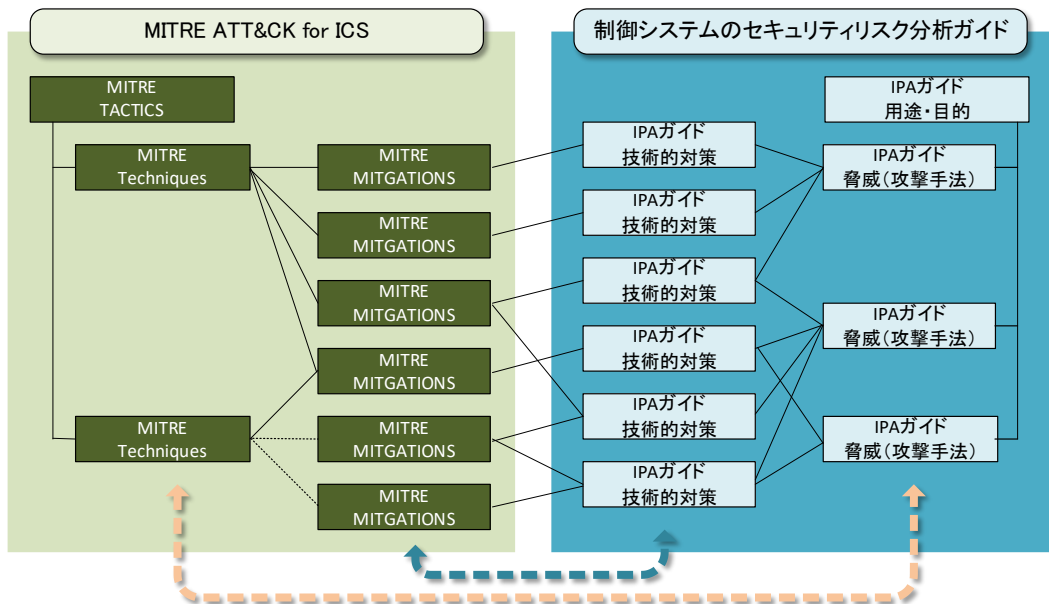 MITRE ATT&CK for ICS
MITRE
TACTICS
MITRE
Techniques
MITRE
Techniques
MITRE
MITGATIONS
MITRE
MITGATIONS
MITRE
MITGATIONS
MITRE
MITGATIONS
MITRE
MITGATIONS
MITRE
MITGATIONS
制御システムのセキュリティリスク分析ガイド
IPAガイド
技術的対策
IPAガイド
技術的対策
IPAガイド
技術的対策
IPAガイド
技術的対策
IPAガイド
技術的対策
IPAガイド
技術的対策
IPAガイド
用途・目的
IPAガイド
脅威(攻撃手法)
IPAガイド
脅威(攻撃手法)
IPAガイド
脅威(攻撃手法)